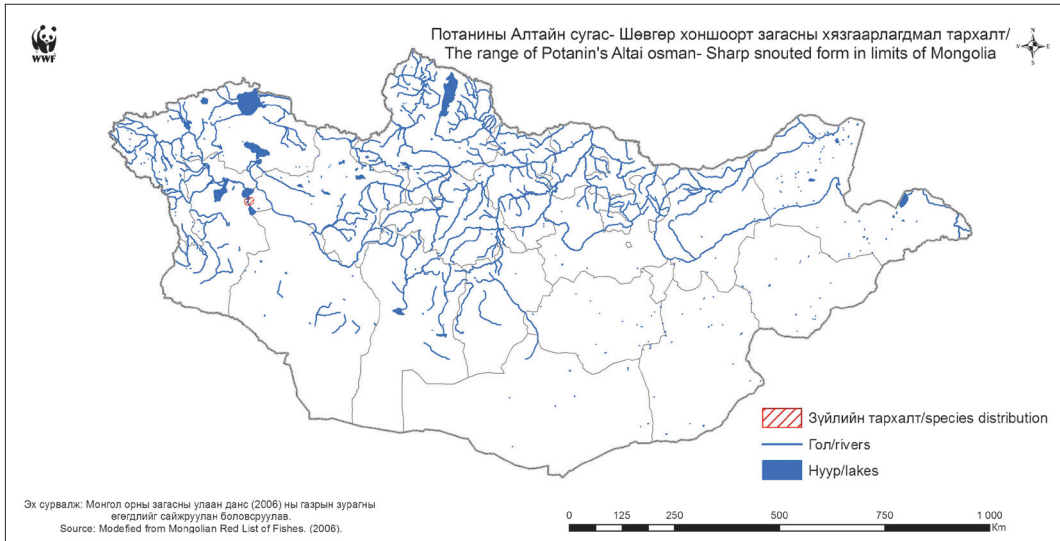 Потанины Алтайн сугас- Шөвгөр хоншоорт загасны хязгаарлагдмал тархалт/
The range of Potanin's Altai osman- Sharp snouted form in limits of Mongolia
WWF
N
W E
S
Зүйлийн тархалт/species distribution
Гол/rivers
Нуур/lakes
Эх сурвалж: Монгол орны загасны улаан данс (2006) ны газрын зурагны
өгөгдлийг сайжруулан боловсруулав.
Source: Modefied from Mongolian Red List of Fishes. (2006).
0 125 250 500 750 1 000
Km